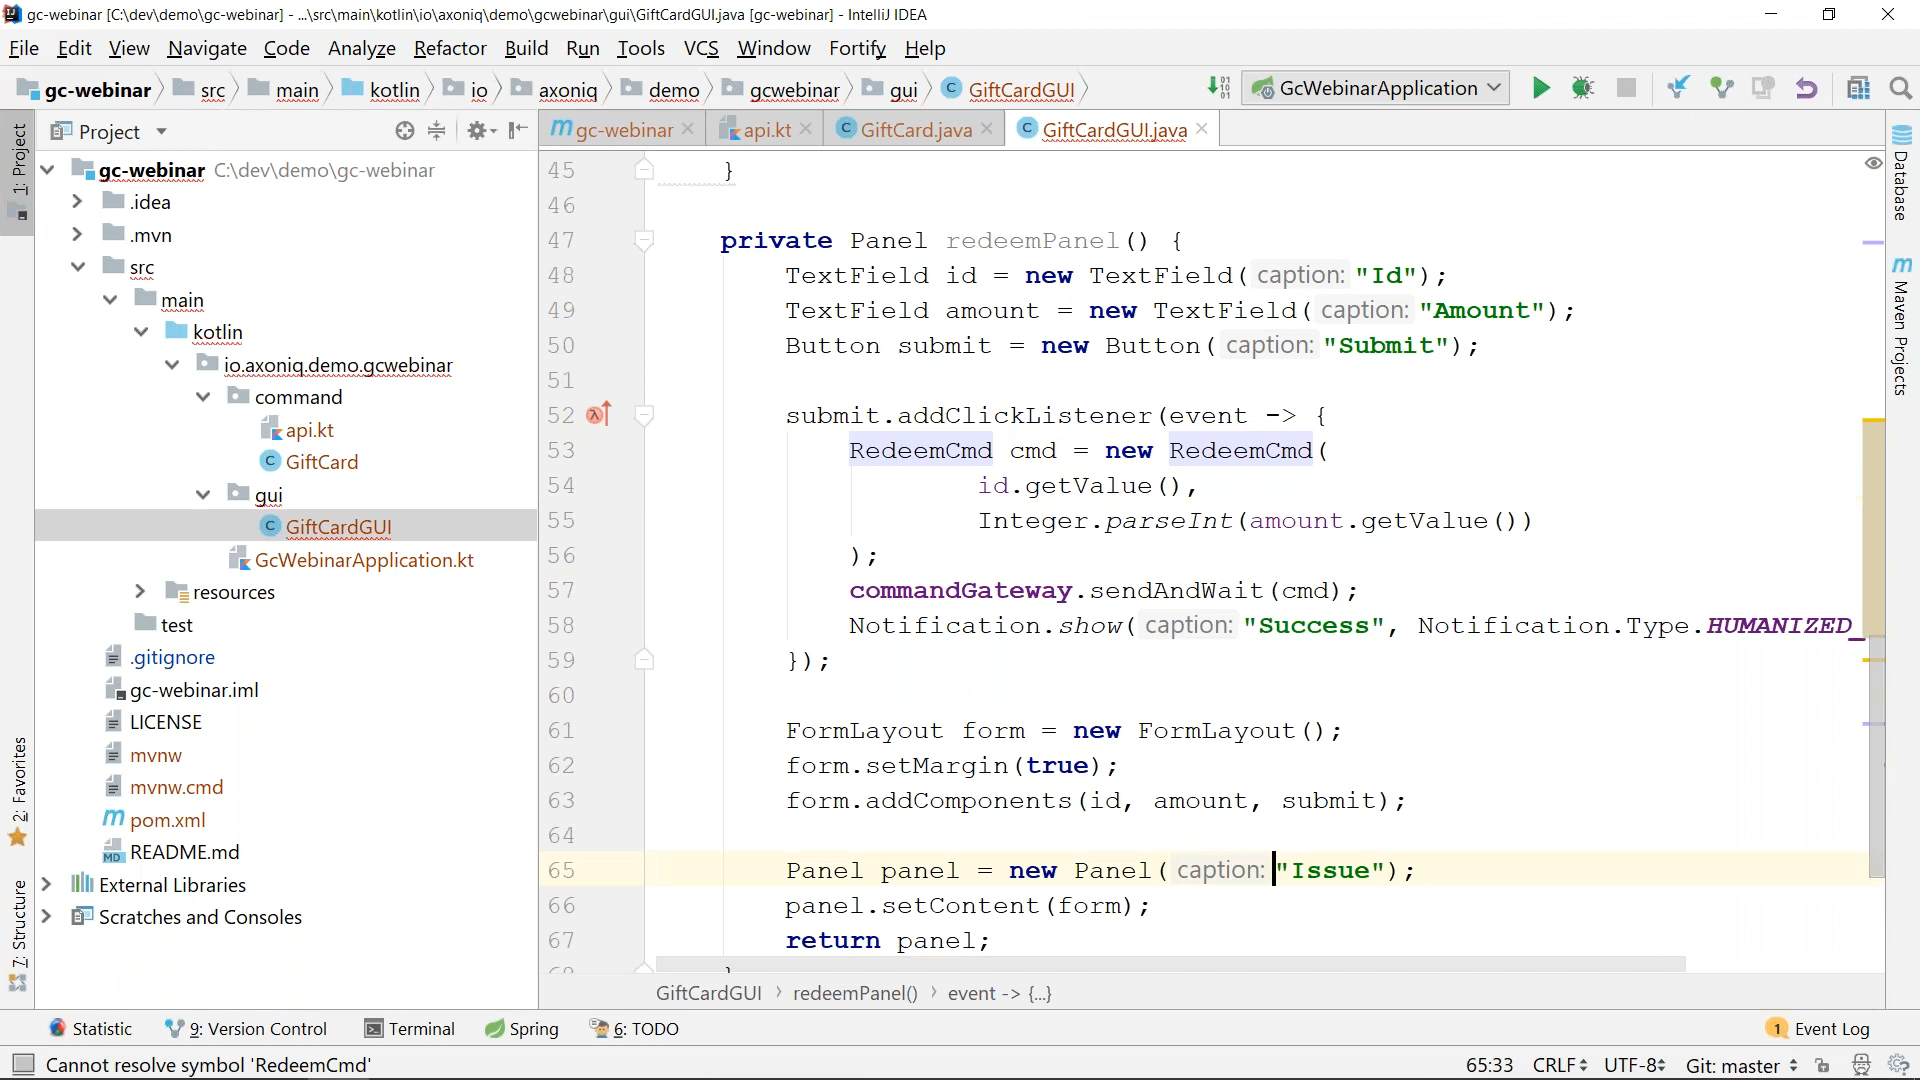 gc-webinar [C:\dev\demo\gc-webinar] - ...\src\main\kotlin\io\axoniq\demo\gcwebinar\gui\GiftCardGUI.java [gc-webinar] - IntelliJ IDEA
File Edit View Navigate Code Analyze Refactor Build Run Tools VCS Window Fortify Help
gc-webinar src main kotlin io axoniq demo gcwebinar gui GiftCardGUI GcWebinarApplication
Project
gc-webinar api.kt GiftCard.java GiftCardGUI.java
1: Project
gc-webinar C:\dev\demo\gc-webinar
.idea
.mvn
src
main
kotlin
io.axoniq.demo.gcwebinar
command
api.kt
GiftCard
gui
GiftCardGUI
GcWebinarApplication.kt
resources
test
.gitignore
gc-webinar.iml
LICENSE
mvnw
mvnw.cmd
pom.xml
README.md
External Libraries
Scratches and Consoles
2: Favorites
7: Structure
45 }
46
47 private Panel redeemPanel() {
48 TextField id = new TextField( caption: "Id");
49 TextField amount = new TextField( caption: "Amount");
50 Button submit = new Button( caption: "Submit");
51
52 submit.addClickListener(event -> {
53 RedeemCmd cmd = new RedeemCmd(
54 id.getValue(),
55 Integer.parseInt(amount.getValue())
56 );
57 commandGateway.sendAndWait(cmd);
58 Notification.show( caption: "Success", Notification.Type.HUMANIZED_
59 });
60
61 FormLayout form = new FormLayout();
62 form.setMargin(true);
63 form.addComponents(id, amount, submit);
64
65 Panel panel = new Panel( caption: "Issue");
66 panel.setContent(form);
67 return panel;
GiftCardGUI redeemPanel() event -> {...}
Database
Maven Projects
Statistic 9: Version Control Terminal Spring 6: TODO 1 Event Log
Cannot resolve symbol 'RedeemCmd' 65:33 CRLF UTF-8 Git: master